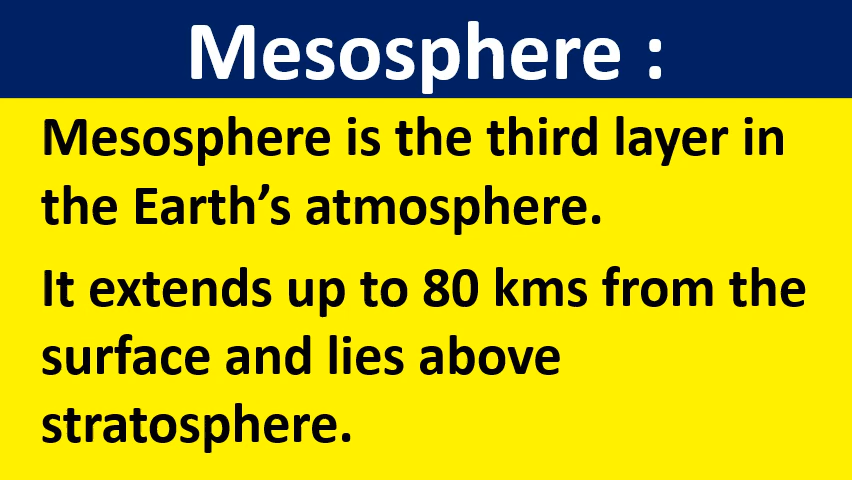 Mesosphere :
Mesosphere is the third layer in
the Earth’s atmosphere.
It extends up to 80 kms from the
surface and lies above
stratosphere.